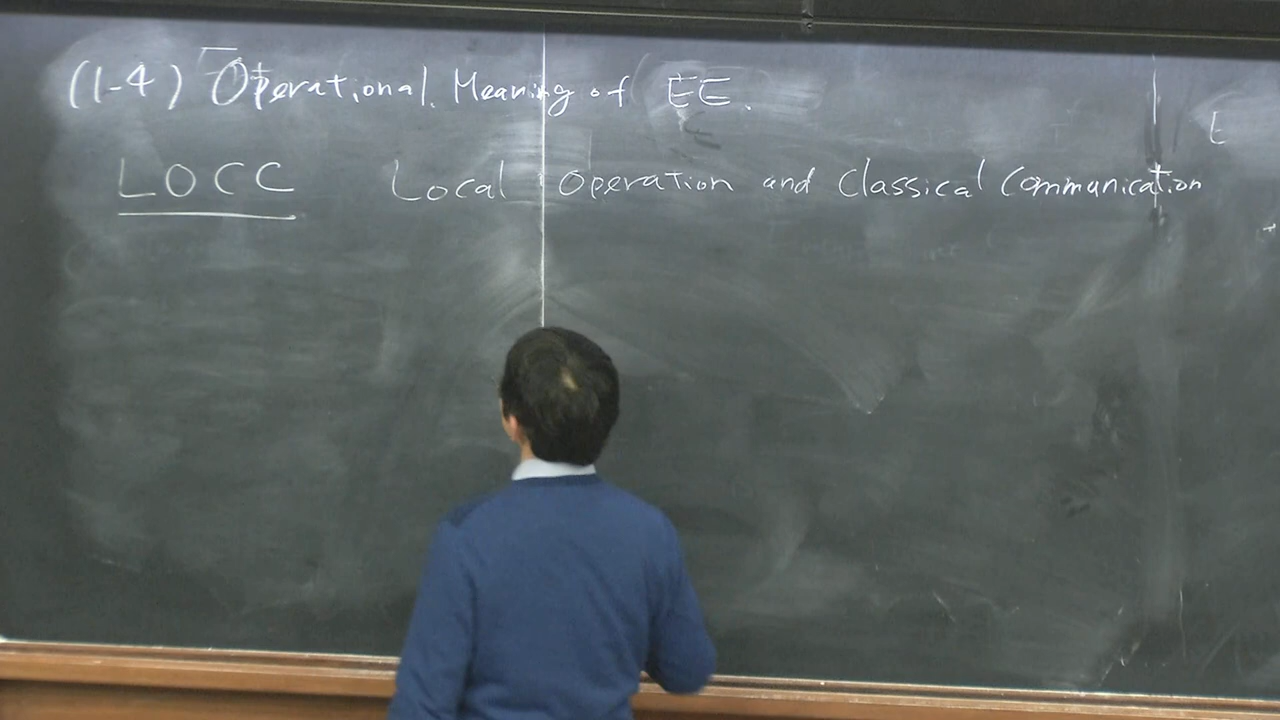 (1-4) Operational Meaning of EE.
LOCC Local Operation and Classical Communication